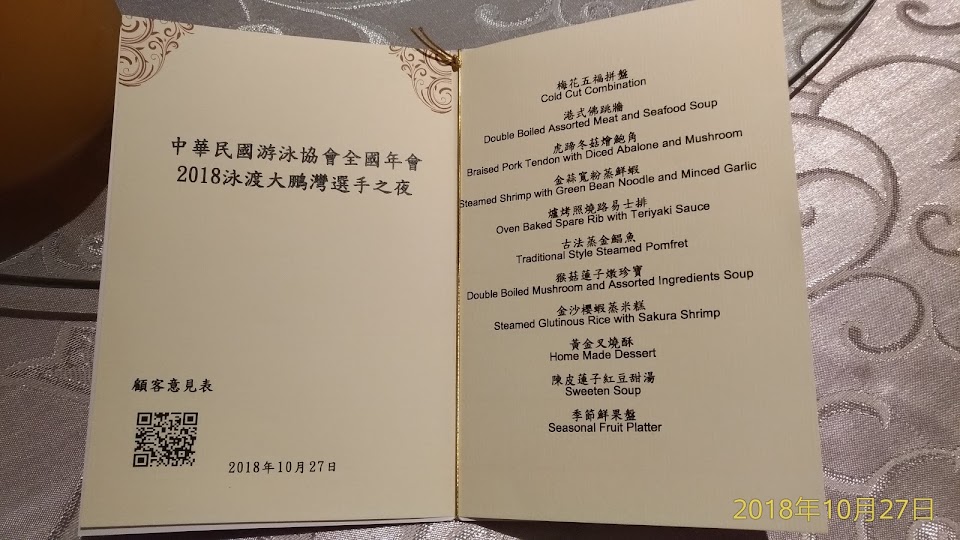 中華民國游泳協會全國年會
2018泳渡大鵬灣選手之夜
顧客意見表
2018年10月27日
梅花五福拼盤
Cold Cut Combination
港式佛跳牆
Double Boiled Assorted Meat and Seafood Soup
虎蹄冬菇燴鮑角
Braised Pork Tendon with Diced Abalone and Mushroom
金蒜寬粉蒸鮮蝦
Steamed Shrimp with Green Bean Noodle and Minced Garlic
爐烤照燒路易士排
Oven Baked Spare Rib with Teriyaki Sauce
古法蒸金鯧魚
Traditional Style Steamed Pomfret
猴菇蓮子燉珍寶
Double Boiled Mushroom and Assorted Ingredients Soup
金沙櫻蝦蒸米糕
Steamed Glutinous Rice with Sakura Shrimp
黃金叉燒酥
Home Made Dessert
陳皮蓮子紅豆甜湯
Sweeten Soup
季節鮮果盤
Seasonal Fruit Platter
2018年10月27日